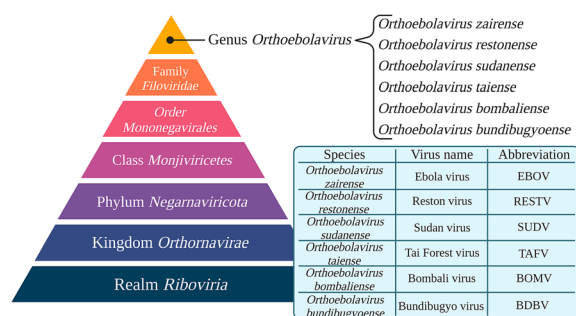 Genus Orthoebolavirus
Orthoebolavirus zairense
Orthoebolavirus restonense
Orthoebolavirus sudanense
Orthoebolavirus taiense
Orthoebolavirus bombaliense
Orthoebolavirus bundibugyoense
Family
Filoviridae
Order
Mononegavirales
Class Monjiviricetes
Phylum Negarnaviricota
Kingdom Orthornavirae
Realm Riboviria
Species Virus name Abbreviation
Orthoebolavirus
zairense Ebola virus EBOV
Orthoebolavirus
restonense Reston virus RESTV
Orthoebolavirus
sudanense Sudan virus SUDV
Orthoebolavirus
taiense Tai Forest virus TAFV
Orthoebolavirus
bombaliense Bombali virus BOMV
Orthoebolavirus
bundibugyoense Bundibugyo virus BDBV